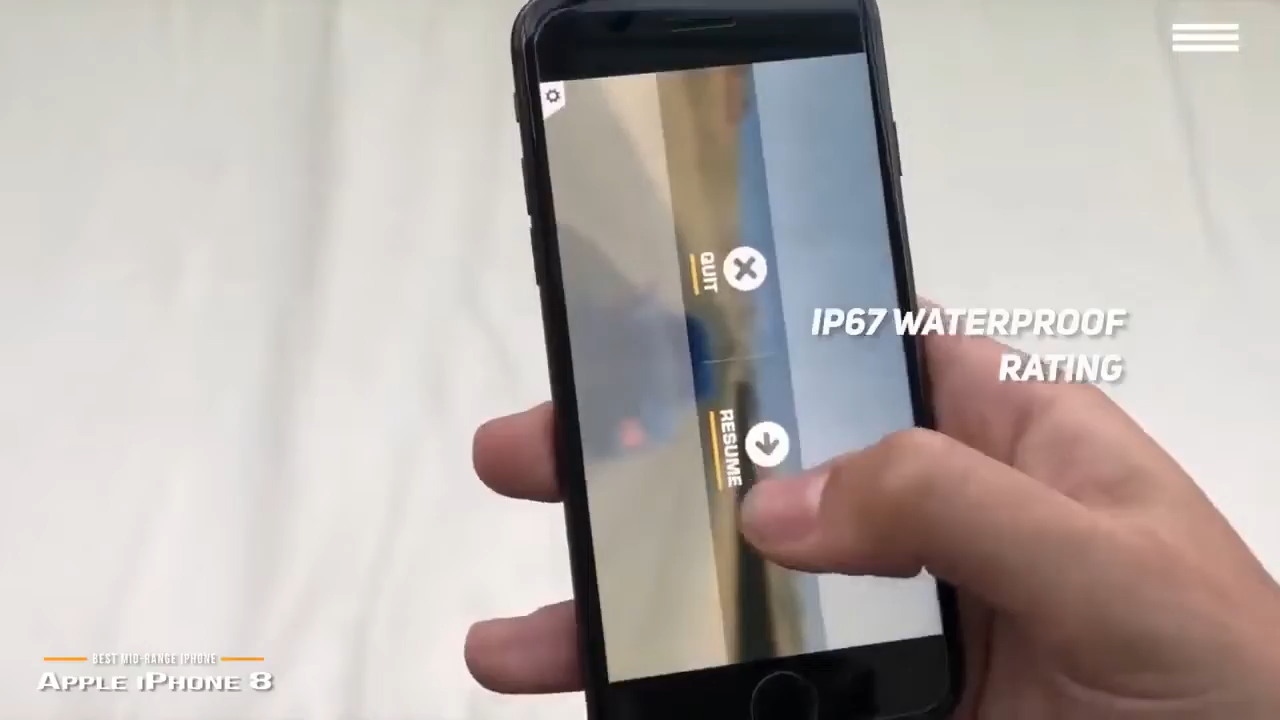 QUIT
RESUME
IP67 WATERPROOF
RATING
BEST MID-RANGE IPHONE
APPLE IPHONE 8